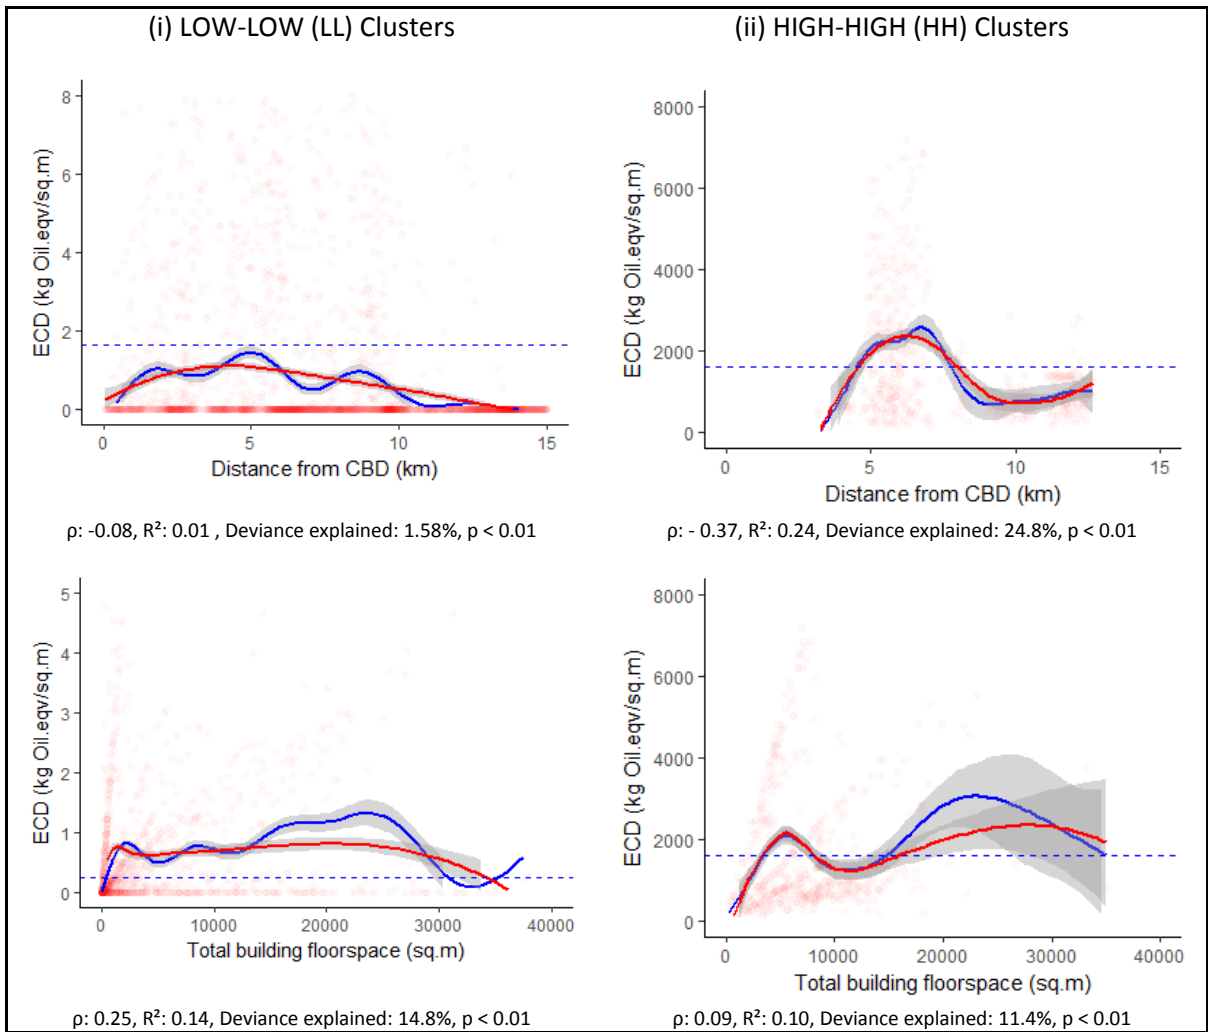 (i) LOW-LOW (LL) Clusters
(ii) HIGH-HIGH (HH) Clusters
8
6
4
2
0
ECD (kg Oil.eqv/sq.m)
0 5 10 15
Distance from CBD (km)
8000
6000
4000
2000
0
ECD (kg Oil.eqv/sq.m)
0 5 10 15
Distance from CBD (km)
ρ: -0.08, R²: 0.01 , Deviance explained: 1.58%, p < 0.01
ρ: - 0.37, R²: 0.24, Deviance explained: 24.8%, p < 0.01
5
4
3
2
1
0
ECD (kg Oil.eqv/sq.m)
0 10000 20000 30000 40000
Total building floorspace (sq.m)
8000
6000
4000
2000
0
ECD (kg Oil.eqv/sq.m)
0 10000 20000 30000 40000
Total building floorspace (sq.m)
ρ: 0.25, R²: 0.14, Deviance explained: 14.8%, p < 0.01
ρ: 0.09, R²: 0.10, Deviance explained: 11.4%, p < 0.01